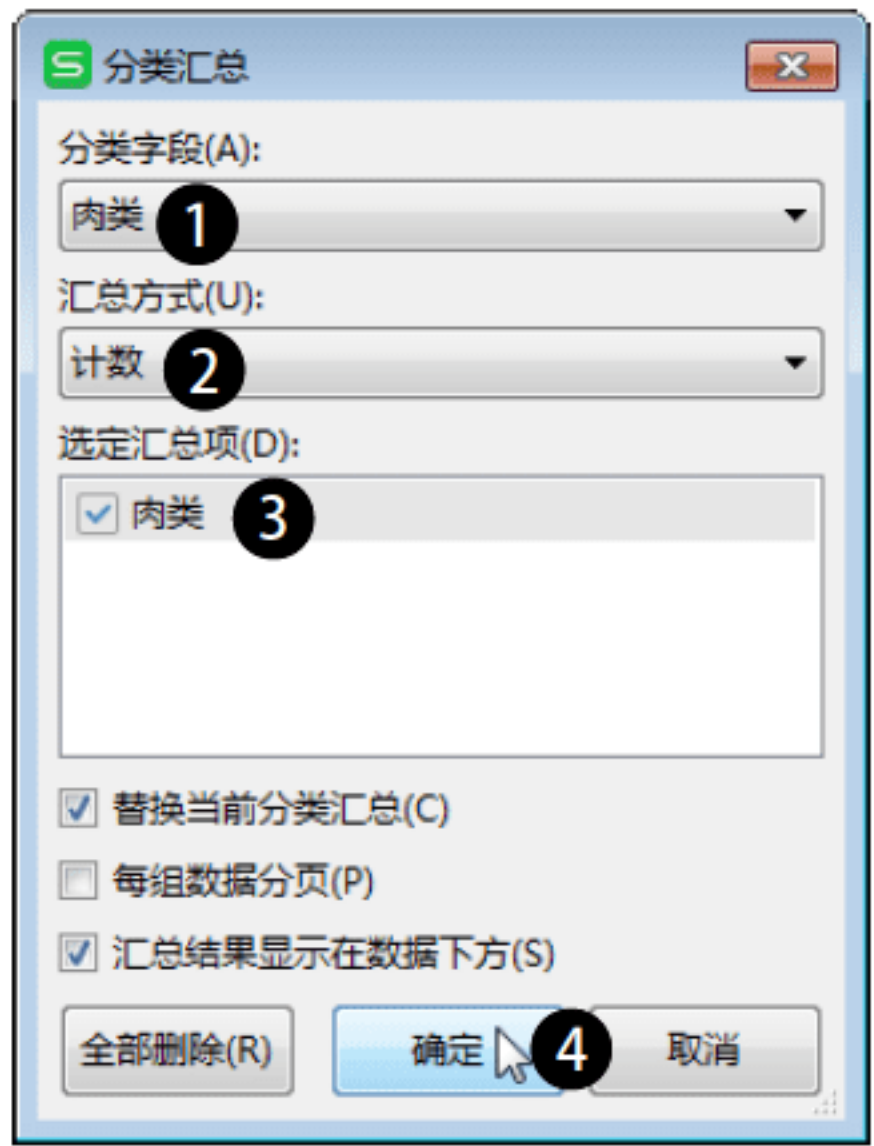 分类汇总
分类字段(A):
肉类 1
汇总方式(U):
计数 2
选定汇总项(D):
肉类 3
替换当前分类汇总(C)
每组数据分页(P)
汇总结果显示在数据下方(S)
全部删除(R) 确定 4 取消